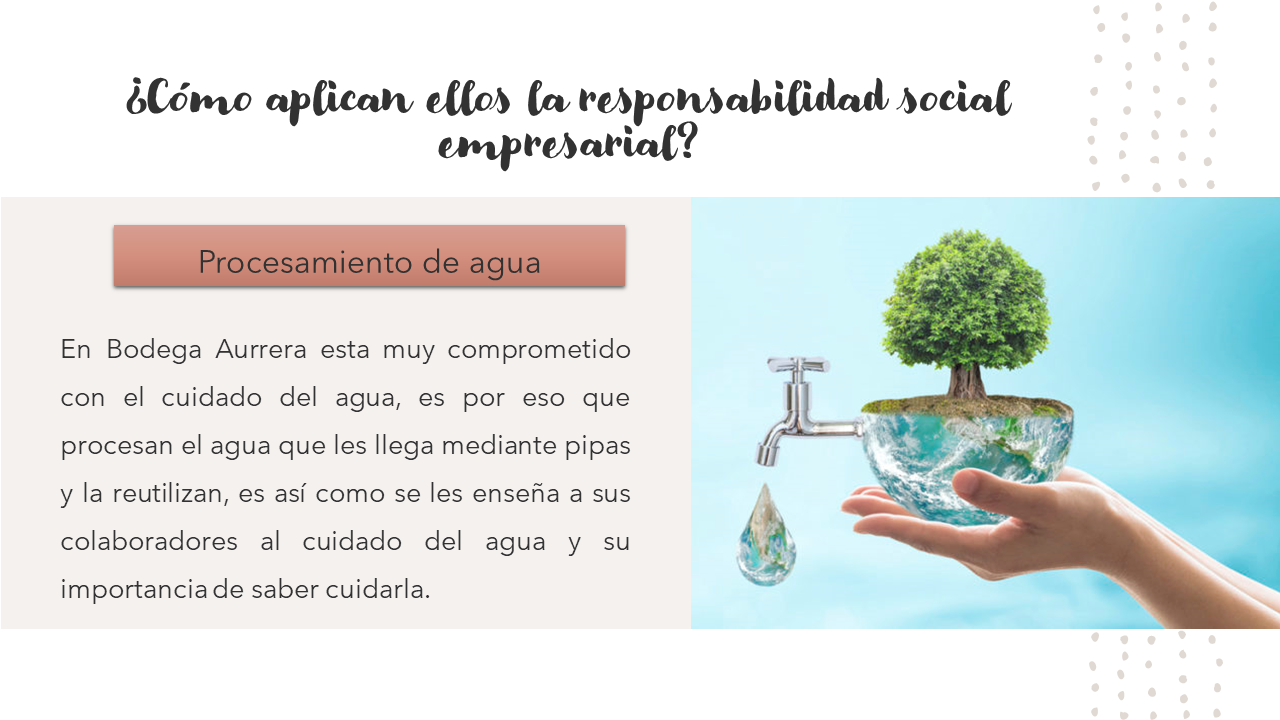 ¿Cómo aplican ellos la responsabilidad social
empresarial?
Procesamiento de agua
En Bodega Aurrera esta muy comprometido
con el cuidado del agua, es por eso que
procesan el agua que les llega mediante pipas
y la reutilizan, es así como se les enseña a sus
colaboradores al cuidado del agua y su
importancia de saber cuidarla.